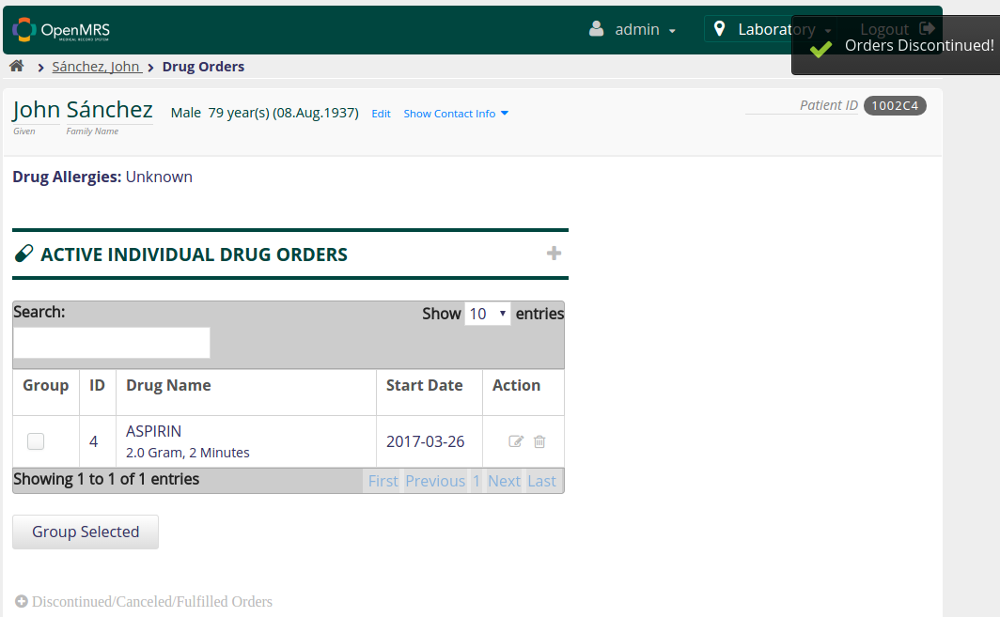 OpenMRS
MEDICAL RECORD SYSTEM
admin
Laboratory
Logout
Orders Discontinued!
Sánchez, John
Drug Orders
John Sánchez
Given
Family Name
Male 79 year(s) (08.Aug.1937)
Edit
Show Contact Info
Patient ID
1002C4
Drug Allergies: Unknown
ACTIVE INDIVIDUAL DRUG ORDERS
Search:
Show 10 entries
Group ID Drug Name Start Date Action
4 ASPIRIN 2017-03-26
2.0 Gram, 2 Minutes
Showing 1 to 1 of 1 entries
First Previous 1 Next Last
Group Selected
Discontinued/Canceled/Fulfilled Orders